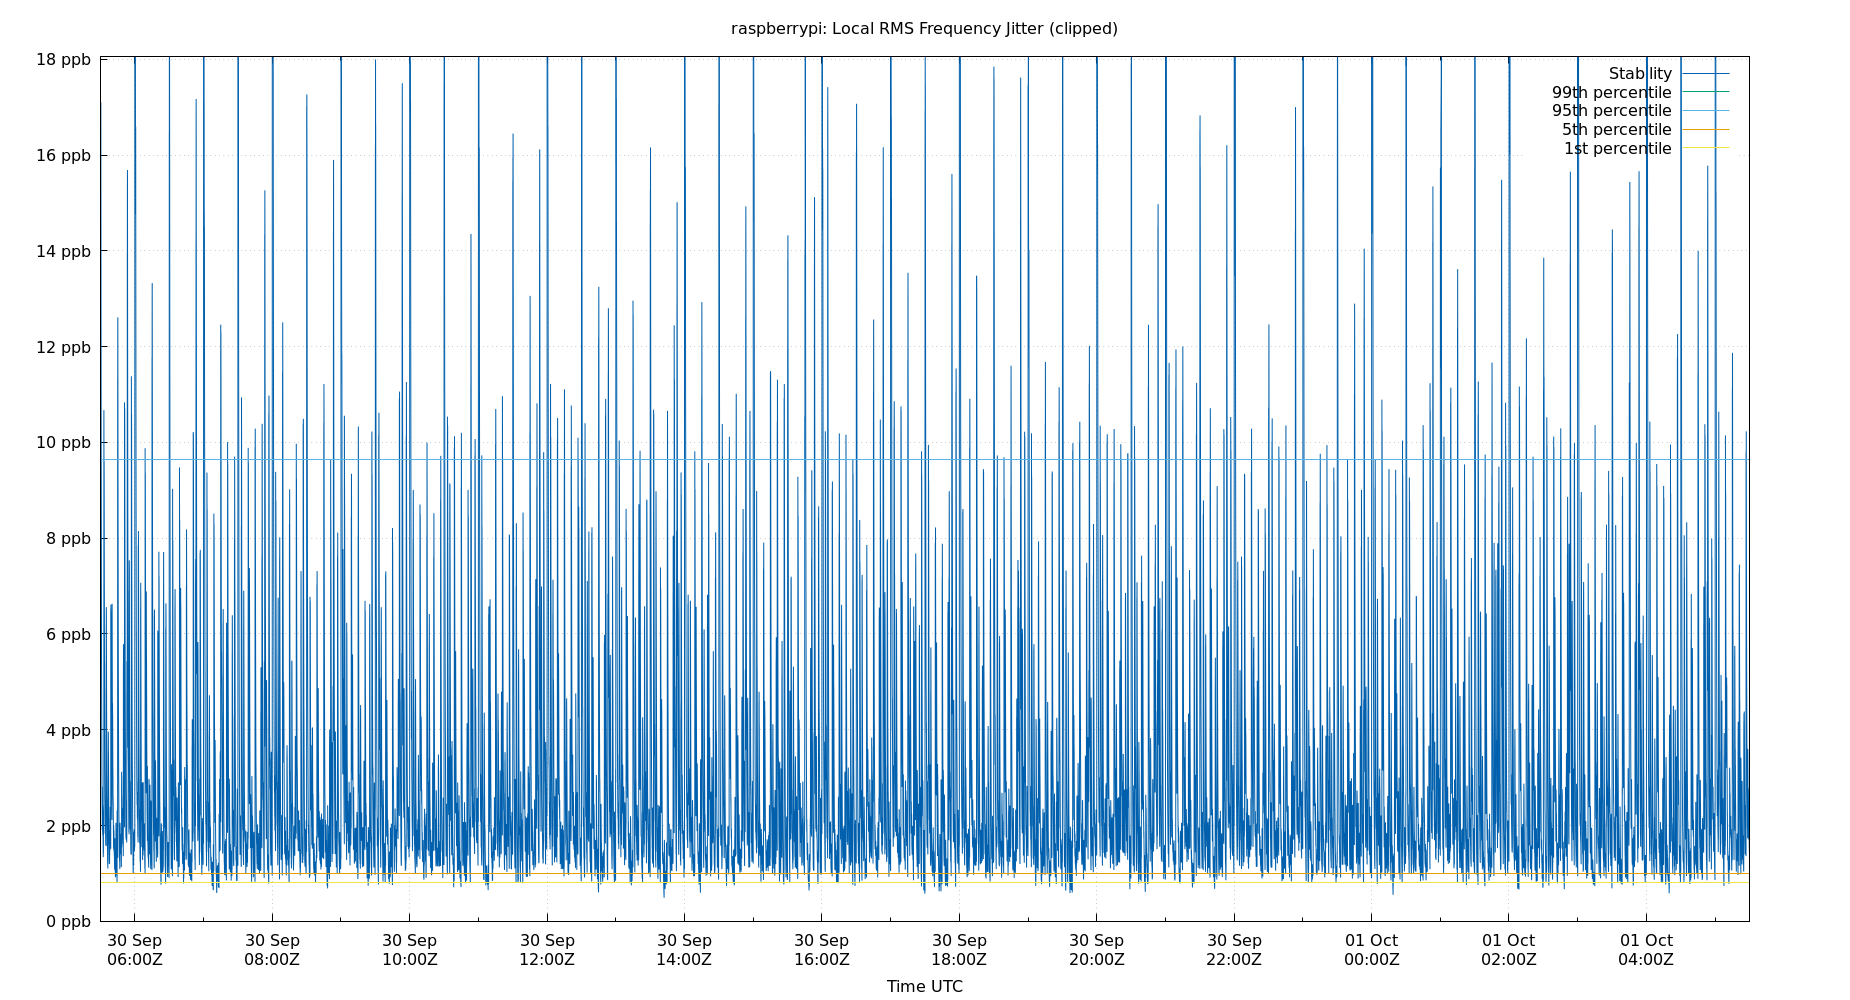 raspberrypi: Local RMS Frequency Jitter (clipped)
18 ppb
16 ppb
14 ppb
12 ppb
10 ppb
8 ppb
6 ppb
4 ppb
2 ppb
0 ppb
Stability
99th percentile
95th percentile
5th percentile
1st percentile
30 Sep
06:00Z
30 Sep
08:00Z
30 Sep
10:00Z
30 Sep
12:00Z
30 Sep
14:00Z
30 Sep
16:00Z
30 Sep
18:00Z
30 Sep
20:00Z
30 Sep
22:00Z
01 Oct
00:00Z
01 Oct
02:00Z
01 Oct
04:00Z
Time UTC